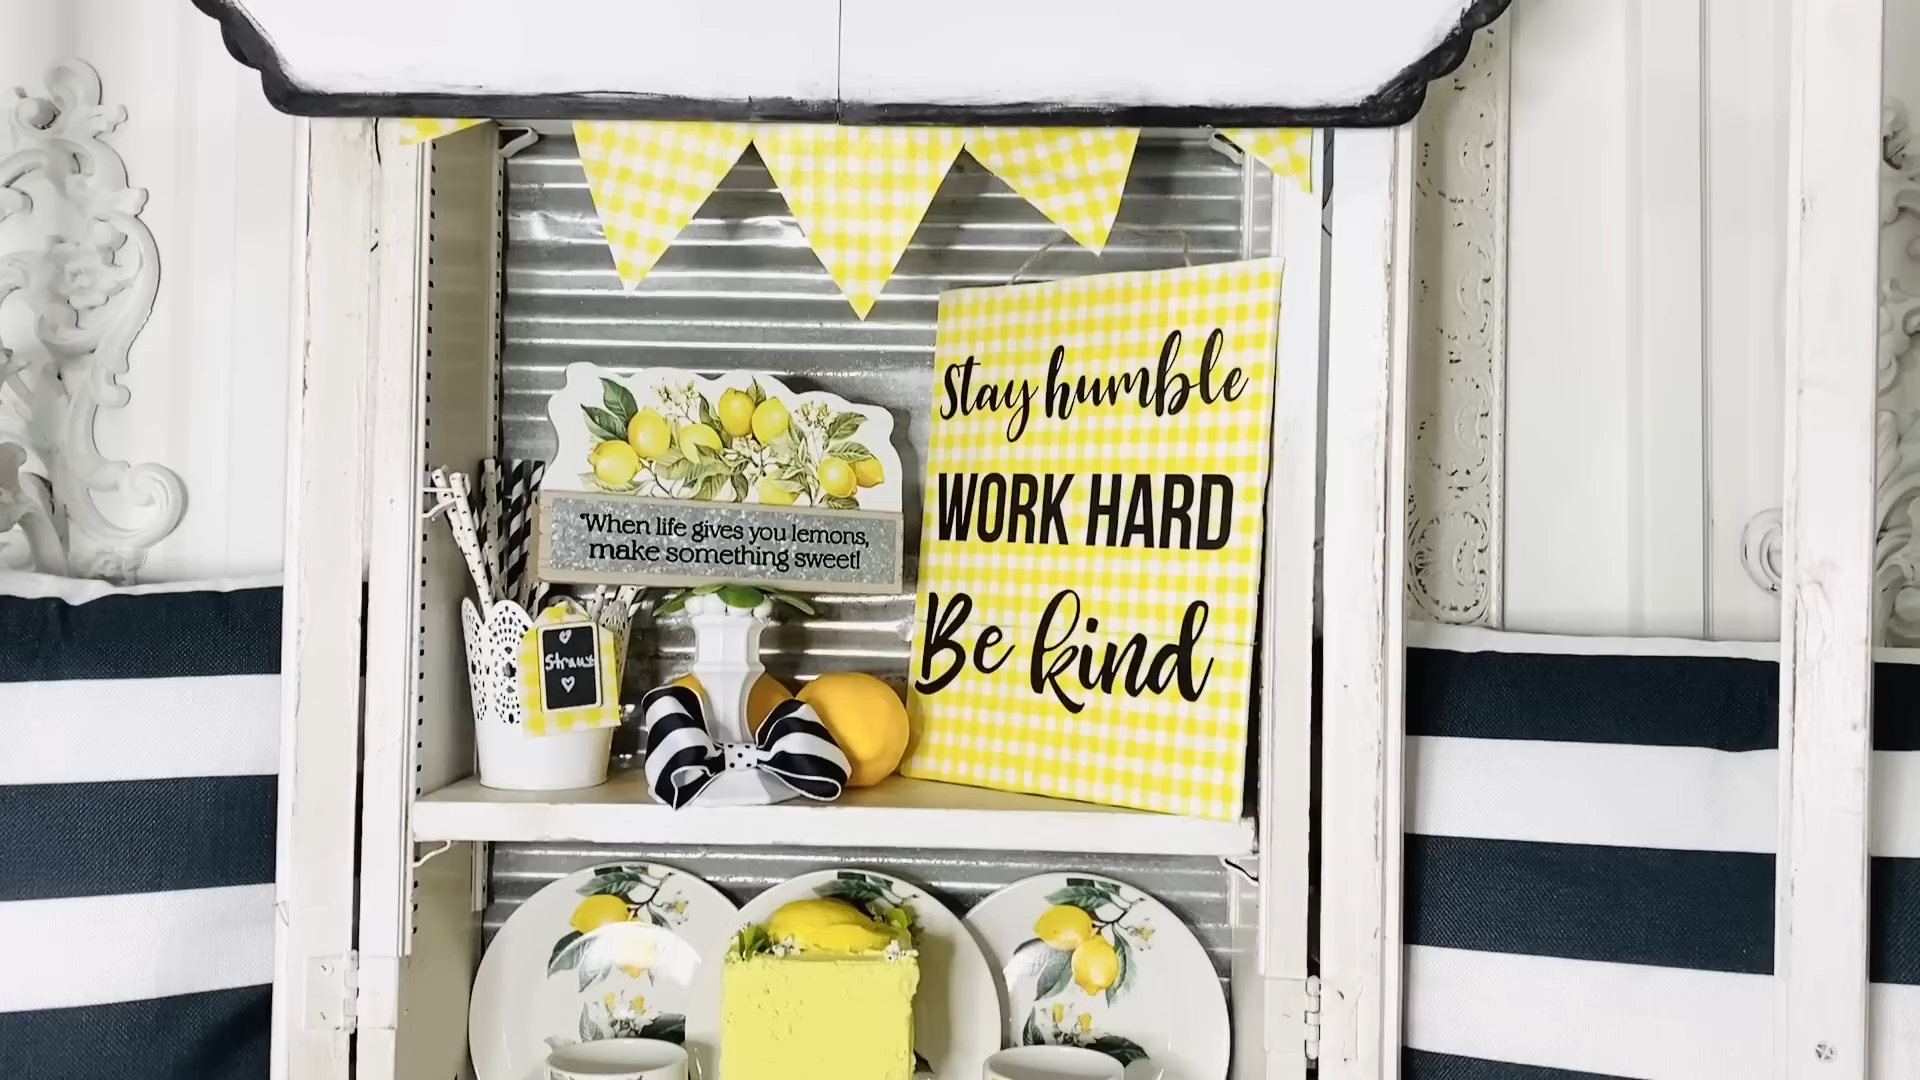 Stay humble
WORK HARD
Be kind
"When life gives you lemons,
make something sweet!
Straws